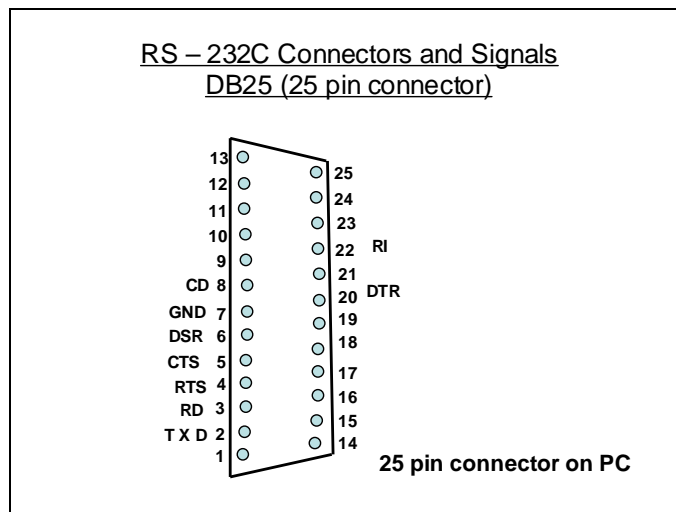 RS – 232C Connectors and Signals
DB25 (25 pin connector)
13
25
12
24
11
23
10
22 RI
9
21
CD 8
20 DTR
GND 7
19
DSR 6
18
CTS 5
17
RTS 4
16
RD 3
15
T X D 2
14
1
25 pin connector on PC